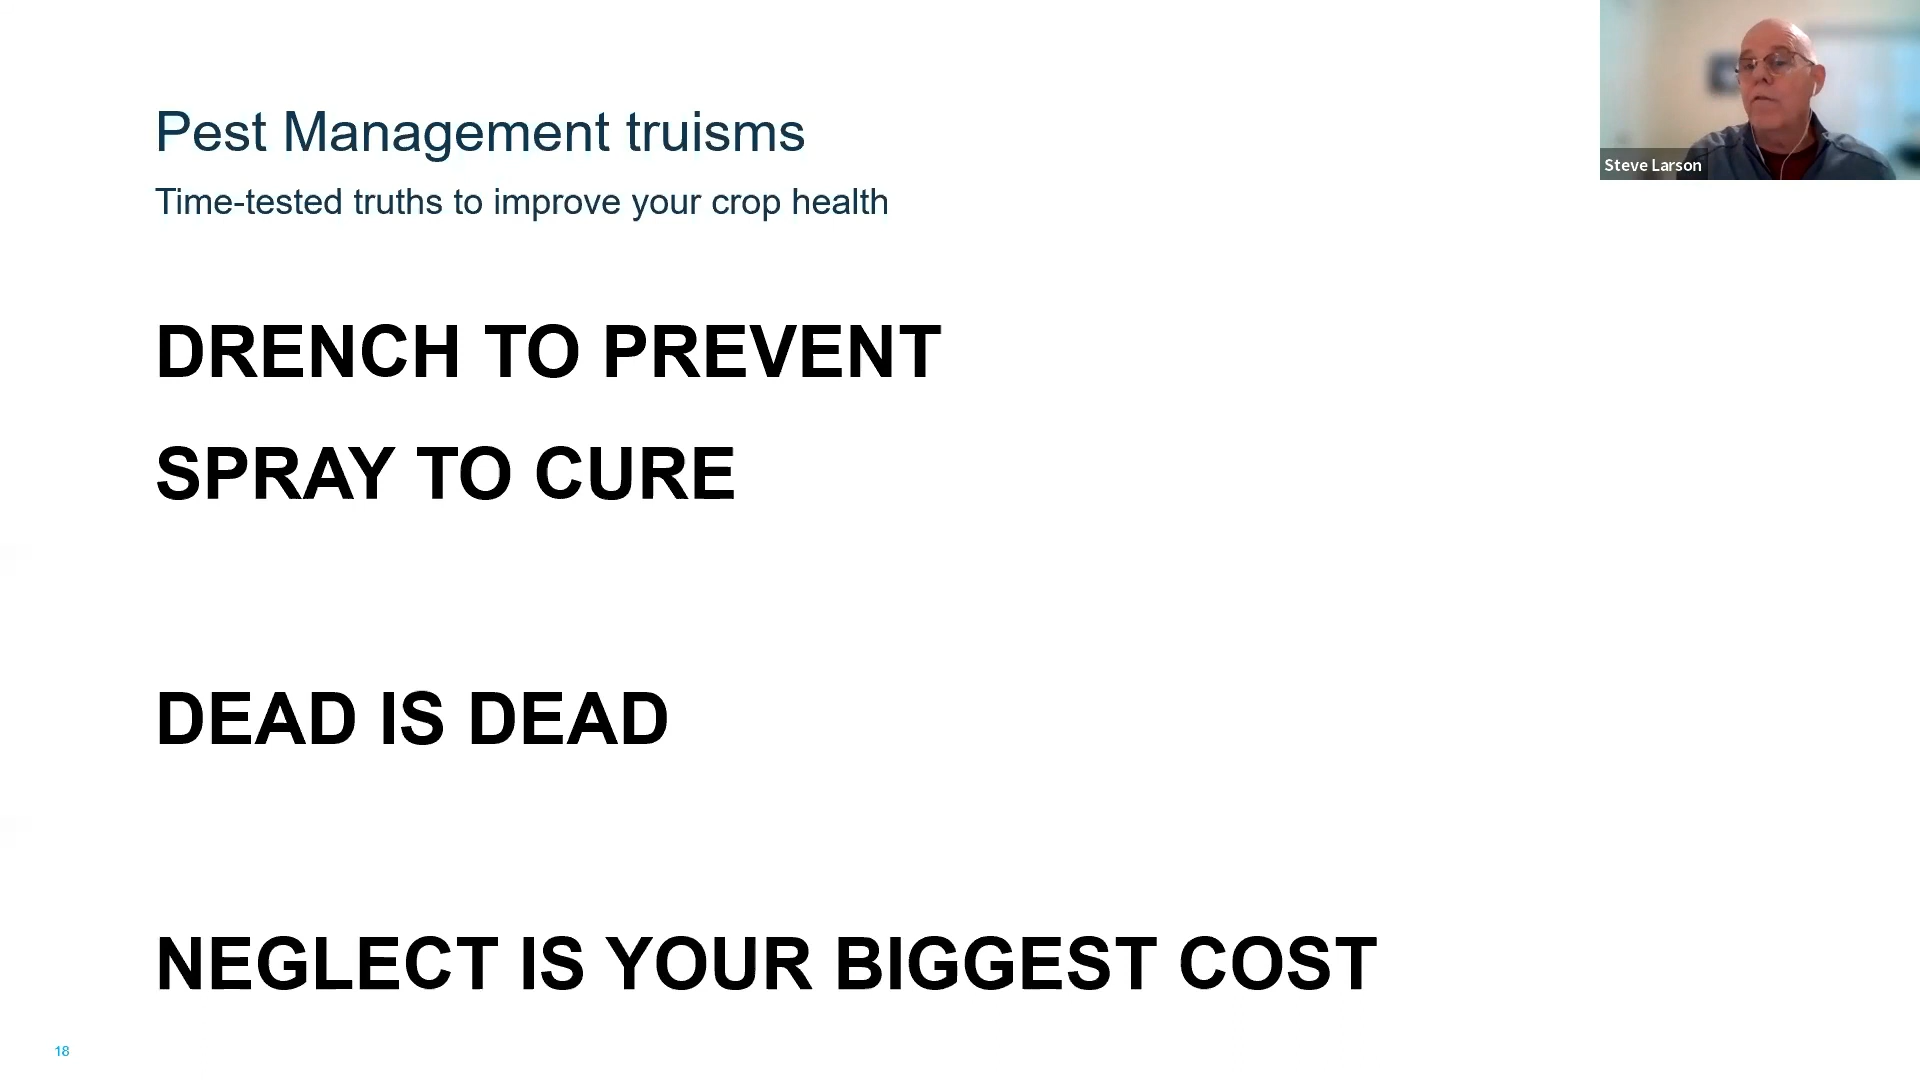 Pest Management truisms
Time-tested truths to improve your crop health
DRENCH TO PREVENT
SPRAY TO CURE
DEAD IS DEAD
NEGLECT IS YOUR BIGGEST COST
18
Steve Larson